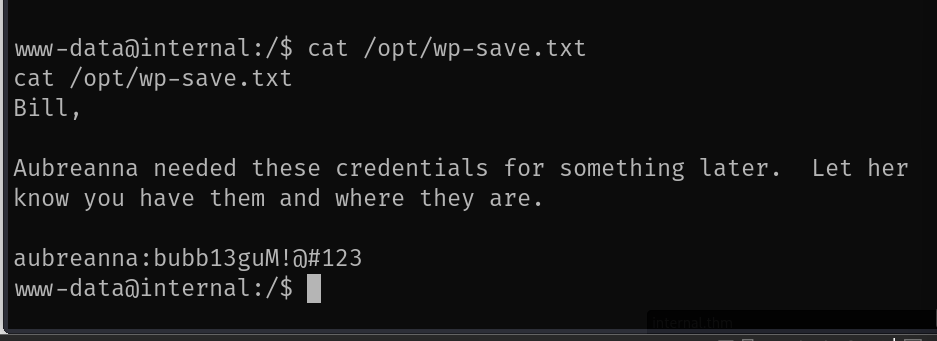 www-data@internal:/$ cat /opt/wp-save.txt
cat /opt/wp-save.txt
Bill,
Aubreanna needed these credentials for something later.  Let her
know you have them and where they are.
aubreanna:bubb13guM!@#123
www-data@internal:/$
internal.thm